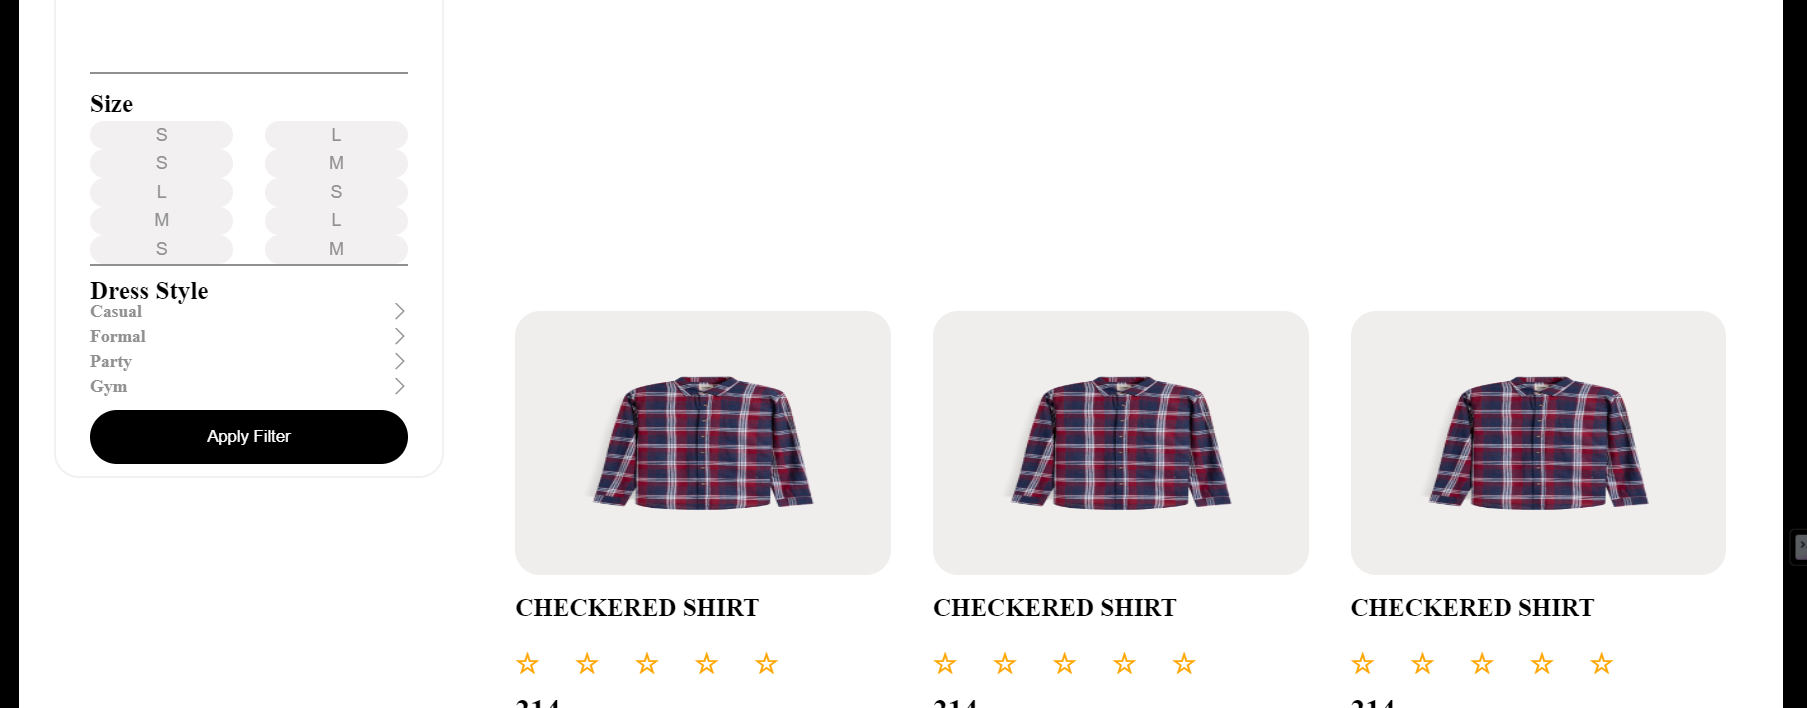 Size
S L
S M
L S
M L
S M
Dress Style
Casual
Formal
Party
Gym
Apply Filter
CHECKERED SHIRT CHECKERED SHIRT CHECKERED SHIRT